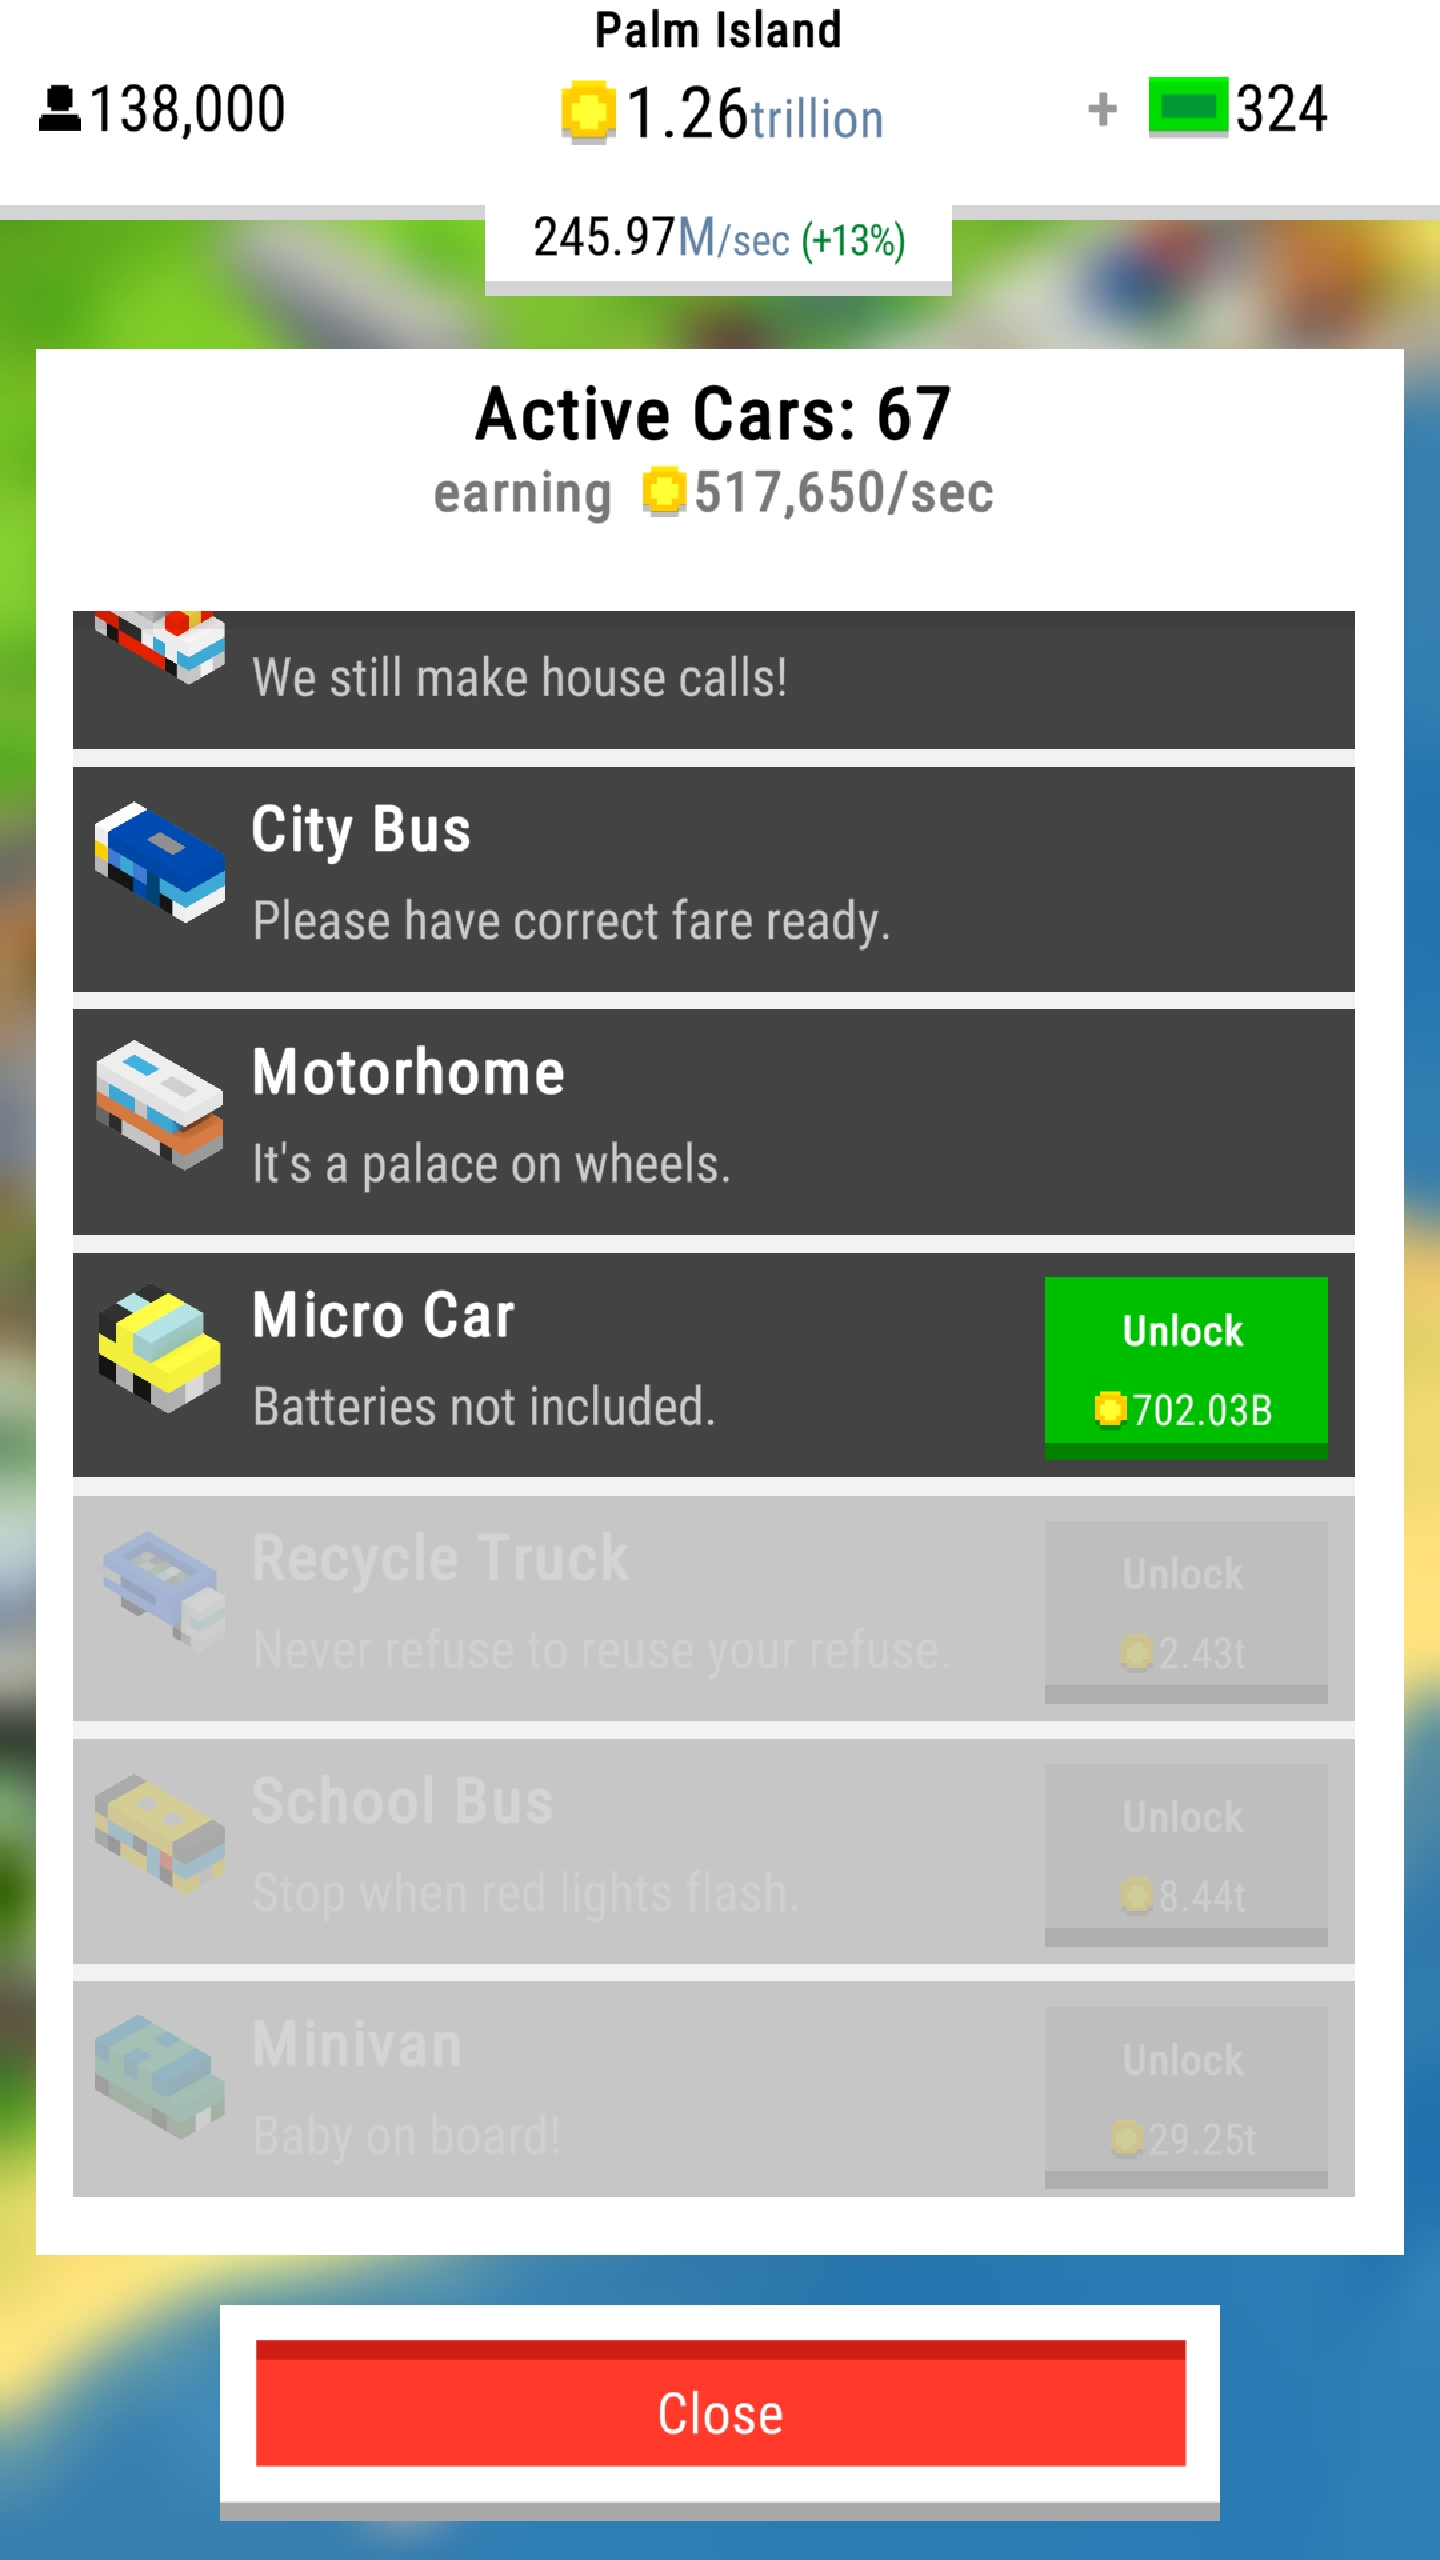 Palm Island
138,000
1.26trillion
+ 324
245.97M/sec (+13%)
Active Cars: 67
earning 517,650/sec
We still make house calls!
City Bus
Please have correct fare ready.
Motorhome
It's a palace on wheels.
Micro Car
Batteries not included.
Unlock
702.03B
Recycle Truck
Never refuse to reuse your refuse.
Unlock
2.43t
School Bus
Stop when red lights flash.
Unlock
8.44t
Minivan
Baby on board!
Unlock
29.25t
Close